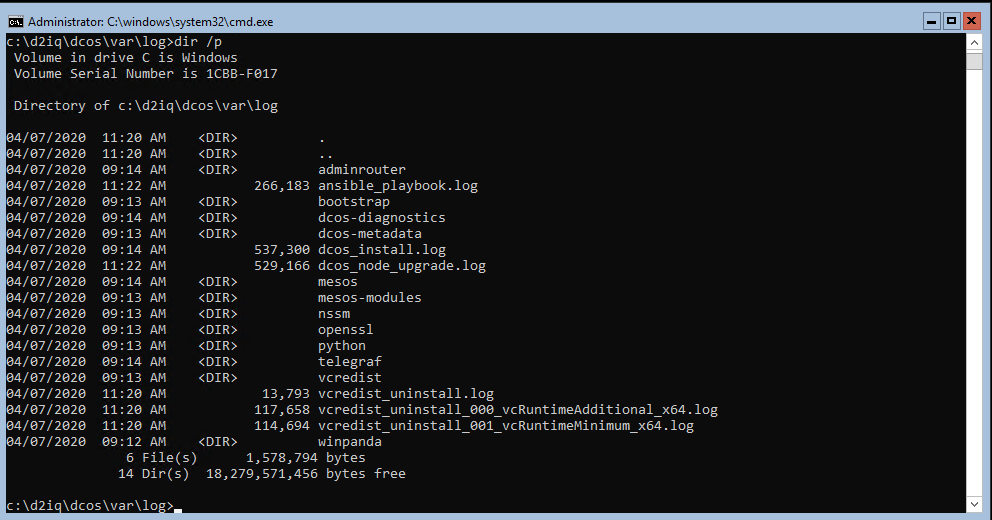 Administrator: C:\windows\system32\cmd.exe
c:\d2iq\dcos\var\log>dir /p
 Volume in drive C is Windows
 Volume Serial Number is 1CBB-F017

 Directory of c:\d2iq\dcos\var\log

04/07/2020  11:20 AM    <DIR>          .
04/07/2020  11:20 AM    <DIR>          ..
04/07/2020  09:14 AM    <DIR>          adminrouter
04/07/2020  11:22 AM           266,183 ansible_playbook.log
04/07/2020  09:13 AM    <DIR>          bootstrap
04/07/2020  09:14 AM    <DIR>          dcos-diagnostics
04/07/2020  09:13 AM    <DIR>          dcos-metadata
04/07/2020  09:14 AM           537,300 dcos_install.log
04/07/2020  11:22 AM           529,166 dcos_node_upgrade.log
04/07/2020  09:14 AM    <DIR>          mesos
04/07/2020  09:13 AM    <DIR>          mesos-modules
04/07/2020  09:13 AM    <DIR>          nssm
04/07/2020  09:13 AM    <DIR>          openssl
04/07/2020  09:13 AM    <DIR>          python
04/07/2020  09:14 AM    <DIR>          telegraf
04/07/2020  09:13 AM    <DIR>          vcredist
04/07/2020  11:20 AM            13,793 vcredist_uninstall.log
04/07/2020  11:20 AM           117,658 vcredist_uninstall_000_vcRuntimeAdditional_x64.log
04/07/2020  11:20 AM           114,694 vcredist_uninstall_001_vcRuntimeMinimum_x64.log
04/07/2020  09:12 AM    <DIR>          winpanda
               6 File(s)      1,578,794 bytes
              14 Dir(s)  18,279,571,456 bytes free

c:\d2iq\dcos\var\log>